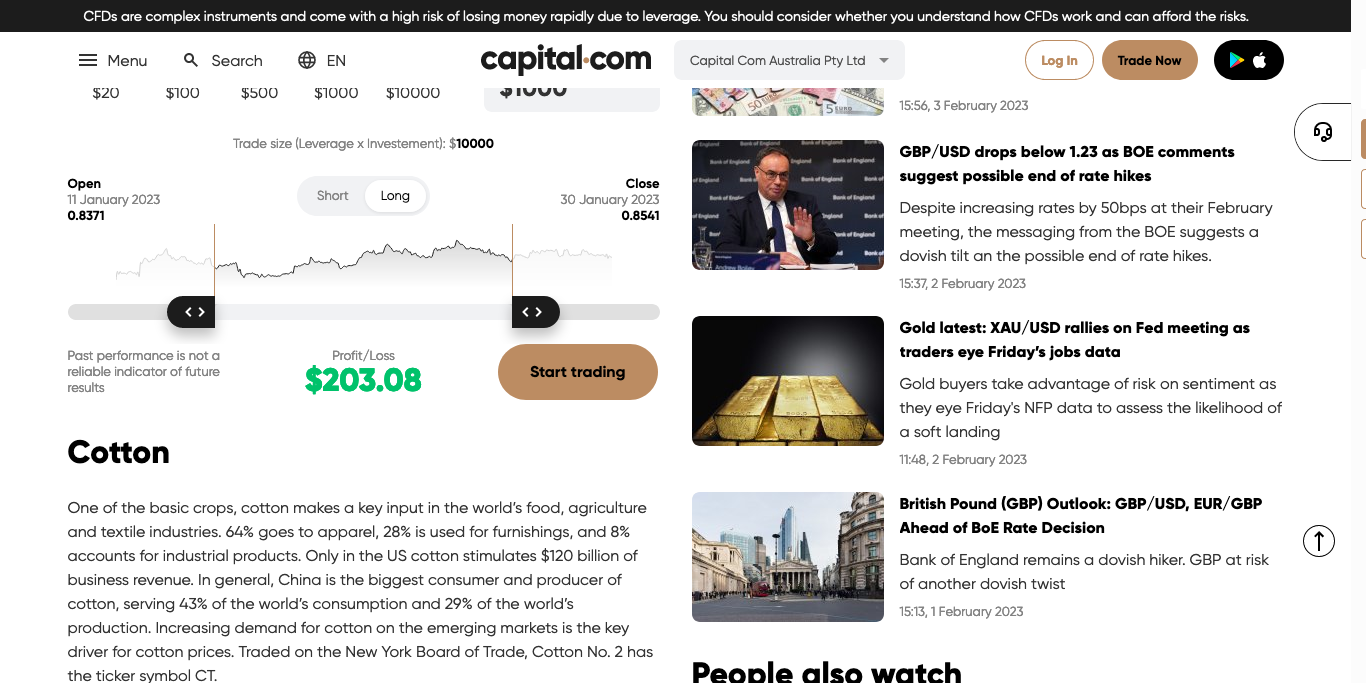 CFDs are complex instruments and come with a high risk of losing money rapidly due to leverage. You should consider whether you understand how CFDs work and can afford the risks.
Menu
Search
EN
capital.com
Capital Com Australia Pty Ltd
Log In
Trade Now
$20
$100
$500
$1000
$10000
$1000
Trade size (Leverage x Investement): $10000
Open
11 January 2023
0.8371
Short
Long
Close
30 January 2023
0.8541
Past performance is not a
reliable indicator of future
results
Profit/Loss
$203.08
Start trading
Cotton
One of the basic crops, cotton makes a key input in the world’s food, agriculture
and textile industries. 64% goes to apparel, 28% is used for furnishings, and 8%
accounts for industrial products. Only in the US cotton stimulates $120 billion of
business revenue. In general, China is the biggest consumer and producer of
cotton, serving 43% of the world’s consumption and 29% of the world’s
production. Increasing demand for cotton on the emerging markets is the key
driver for cotton prices. Traded on the New York Board of Trade, Cotton No. 2 has
the ticker symbol CT.
15:56, 3 February 2023
Bank of England
GBP/USD drops below 1.23 as BOE comments
suggest possible end of rate hikes
Despite increasing rates by 50bps at their February
meeting, the messaging from the BOE suggests a
dovish tilt an the possible end of rate hikes.
15:37, 2 February 2023
Gold latest: XAU/USD rallies on Fed meeting as
traders eye Friday’s jobs data
Gold buyers take advantage of risk on sentiment as
they eye Friday's NFP data to assess the likelihood of
a soft landing
11:48, 2 February 2023
British Pound (GBP) Outlook: GBP/USD, EUR/GBP
Ahead of BoE Rate Decision
Bank of England remains a dovish hiker. GBP at risk
of another dovish twist
15:13, 1 February 2023
People also watch